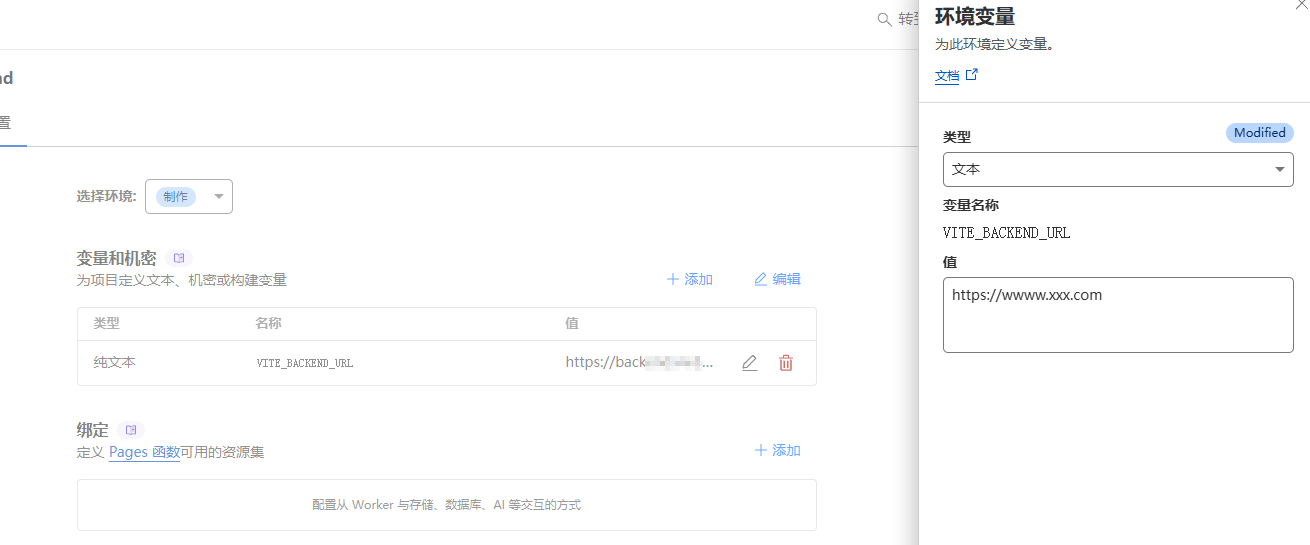 转到
nd
置
选择环境:
制作
变量和机密
为项目定义文本、机密或构建变量
添加
编辑
类型 名称 值
纯文本 VITE_BACKEND_URL https://back ...
绑定
定义 Pages 函数可用的资源集
添加
配置从 Worker 与存储、数据库、AI 等交互的方式
环境变量
为此环境定义变量。
文档
类型
Modified
文本
变量名称
VITE_BACKEND_URL
值
https://wwww.xxx.com